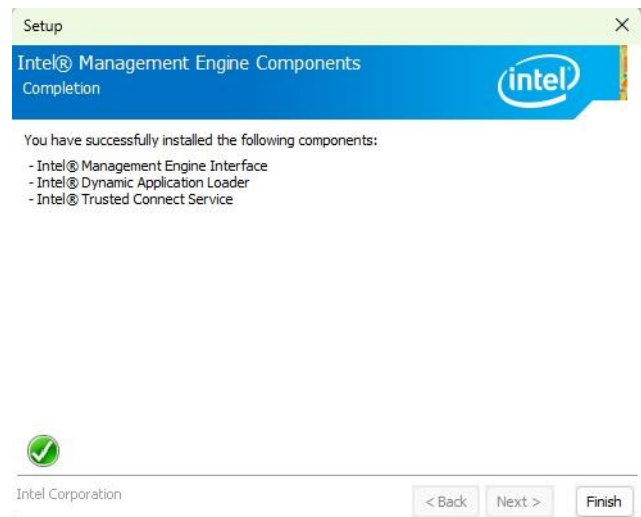 Setup
Intel® Management Engine Components
Completion
intel
You have successfully installed the following components:
- Intel® Management Engine Interface
- Intel® Dynamic Application Loader
- Intel® Trusted Connect Service
Intel Corporation
< Back Next > Finish